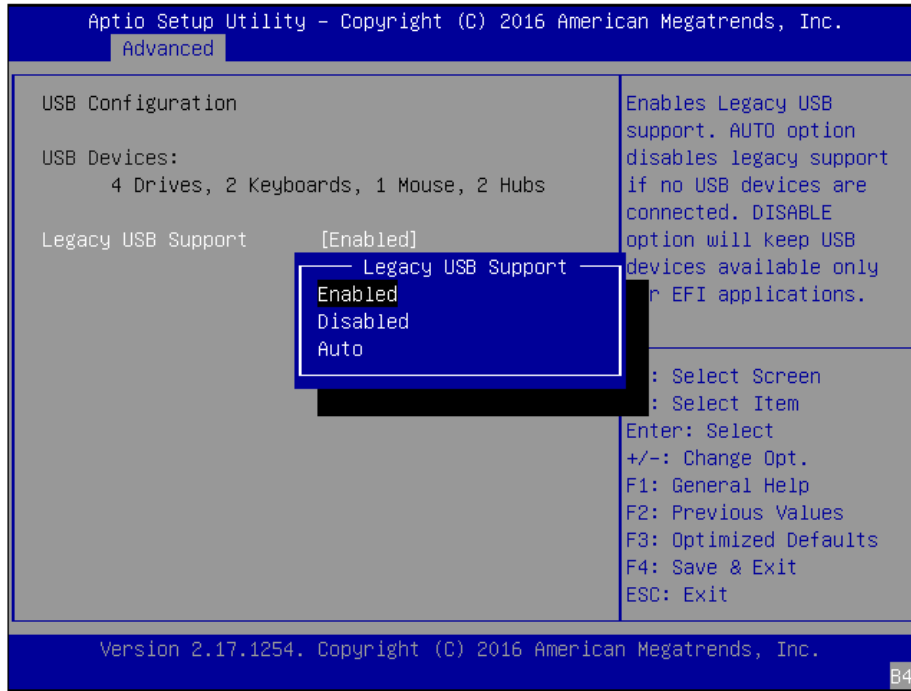 Aptio Setup Utility – Copyright (C) 2016 American Megatrends, Inc.
Advanced
USB Configuration
USB Devices:
4 Drives, 2 Keyboards, 1 Mouse, 2 Hubs
Legacy USB Support [Enabled]
Legacy USB Support
Enabled
Disabled
Auto
Enables Legacy USB
support. AUTO option
disables legacy support
if no USB devices are
connected. DISABLE
option will keep USB
devices available only
r EFI applications.
: Select Screen
: Select Item
Enter: Select
+/-: Change Opt.
F1: General Help
F2: Previous Values
F3: Optimized Defaults
F4: Save & Exit
ESC: Exit
Version 2.17.1254. Copyright (C) 2016 American Megatrends, Inc.
B4